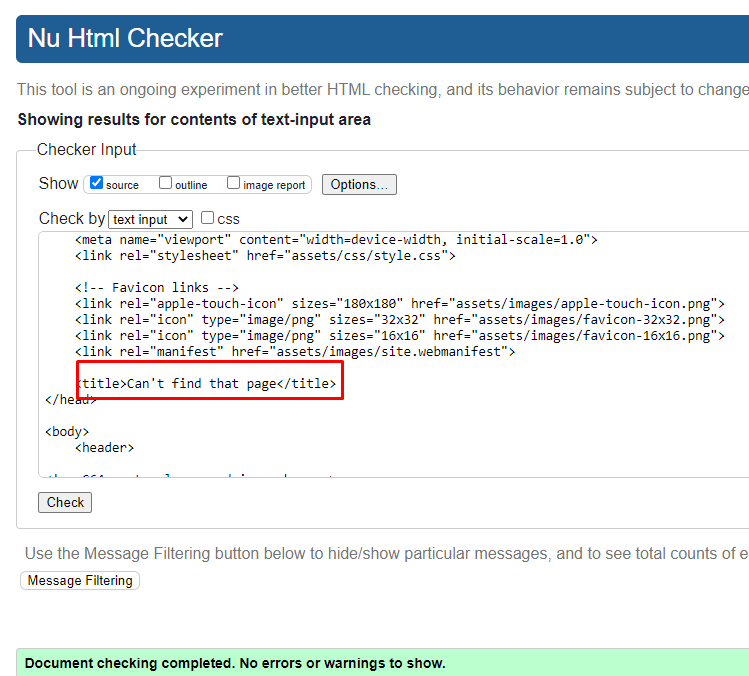 Nu Html Checker
This tool is an ongoing experiment in better HTML checking, and its behavior remains subject to change
Showing results for contents of text-input area
Checker Input
Show source outline image report Options...
Check by text input css
<meta name="viewport" content="width=device-width, initial-scale=1.0">
<link rel="stylesheet" href="assets/css/style.css">
<!-- Favicon links -->
<link rel="apple-touch-icon" sizes="180x180" href="assets/images/apple-touch-icon.png">
<link rel="icon" type="image/png" sizes="32x32" href="assets/images/favicon-32x32.png">
<link rel="icon" type="image/png" sizes="16x16" href="assets/images/favicon-16x16.png">
<link rel="manifest" href="assets/images/site.webmanifest">
<title>Can't find that page</title>
</head>
<body>
<header>
Check
Use the Message Filtering button below to hide/show particular messages, and to see total counts of e
Message Filtering
Document checking completed. No errors or warnings to show.